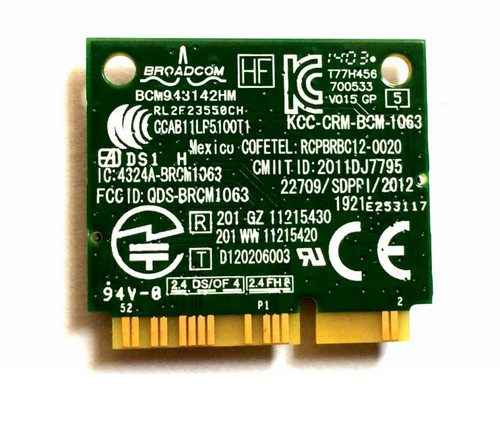 1403
BROADCOM
HF
T77H456
700533
V015 GP
5
BCM943142HM
RL2F23550CH
CCAB11LP5100T1
KCC-CRM-BCM-1063
Mexico COFETEL: RCPBRBC12-0020
DS1 H
CMIIT ID: 2011DJ7795
IC: 4324A-BRCM1063
22709/SDPPI/2012
FCC ID: QDS-BRCM1063
1921
E253117
R 201 GZ 11215430
201 WW 11215420
T D120206003
CE
94V-0
2.4 DS/OF 4
2.4 FH 8
52
P1
2